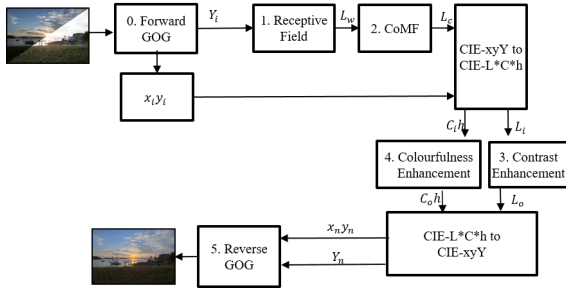 0. Forward
GOG
Y_i
1. Receptive
Field
L_w
2. CoMF
L_c
CIE-xyY to
CIE-L*C*h
x_i y_i
C_i h
L_i
4. Colourfulness
Enhancement
3. Contrast
Enhancement
C_o h
L_o
CIE-L*C*h to
CIE-xyY
x_n y_n
Y_n
5. Reverse
GOG